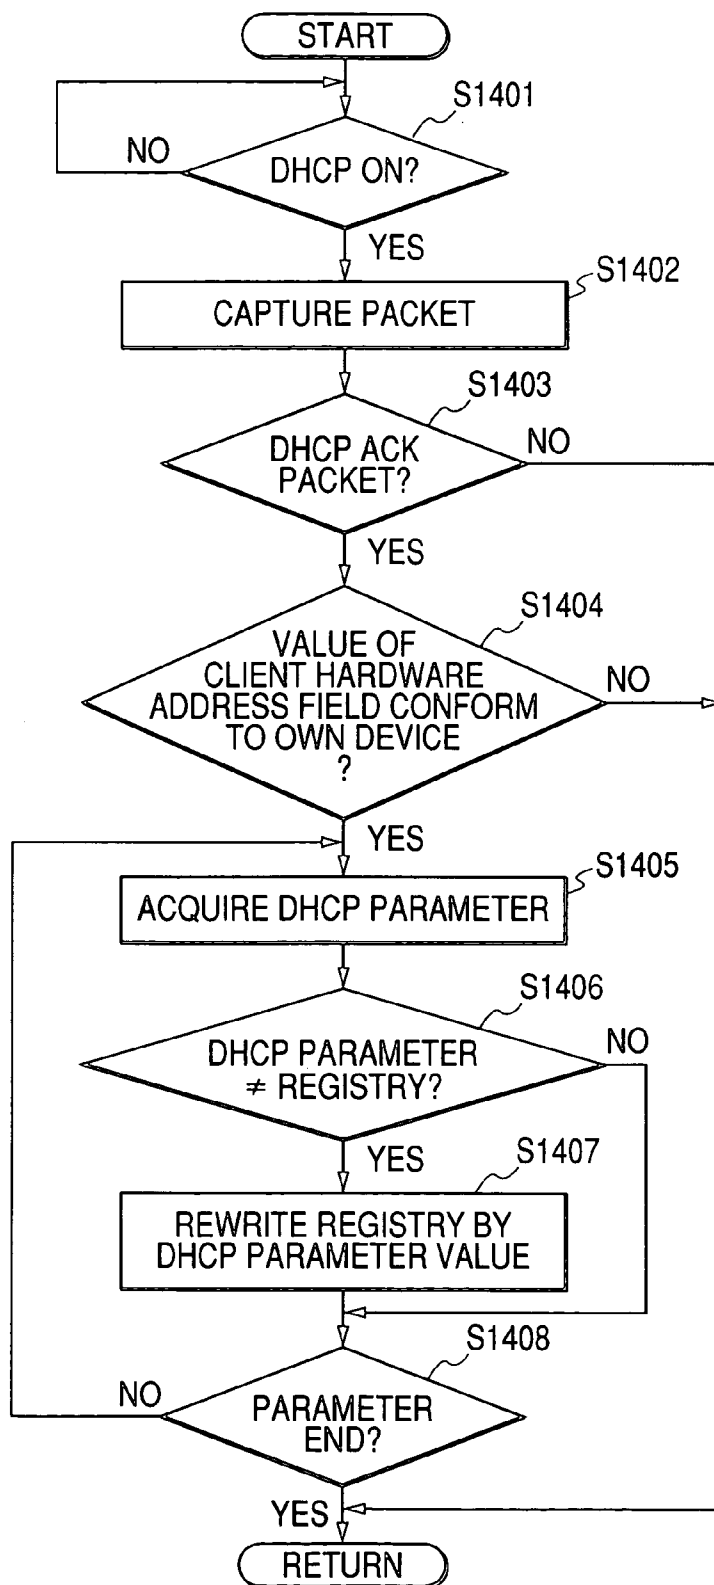 START
S1401
NO
DHCP ON?
YES
S1402
CAPTURE PACKET
S1403
DHCP ACK
PACKET?
NO
YES
S1404
VALUE OF
CLIENT HARDWARE
ADDRESS FIELD CONFORM
TO OWN DEVICE
?
NO
YES
S1405
ACQUIRE DHCP PARAMETER
S1406
DHCP PARAMETER
≠ REGISTRY?
NO
YES
S1407
REWRITE REGISTRY BY
DHCP PARAMETER VALUE
S1408
NO
PARAMETER
END?
YES
RETURN